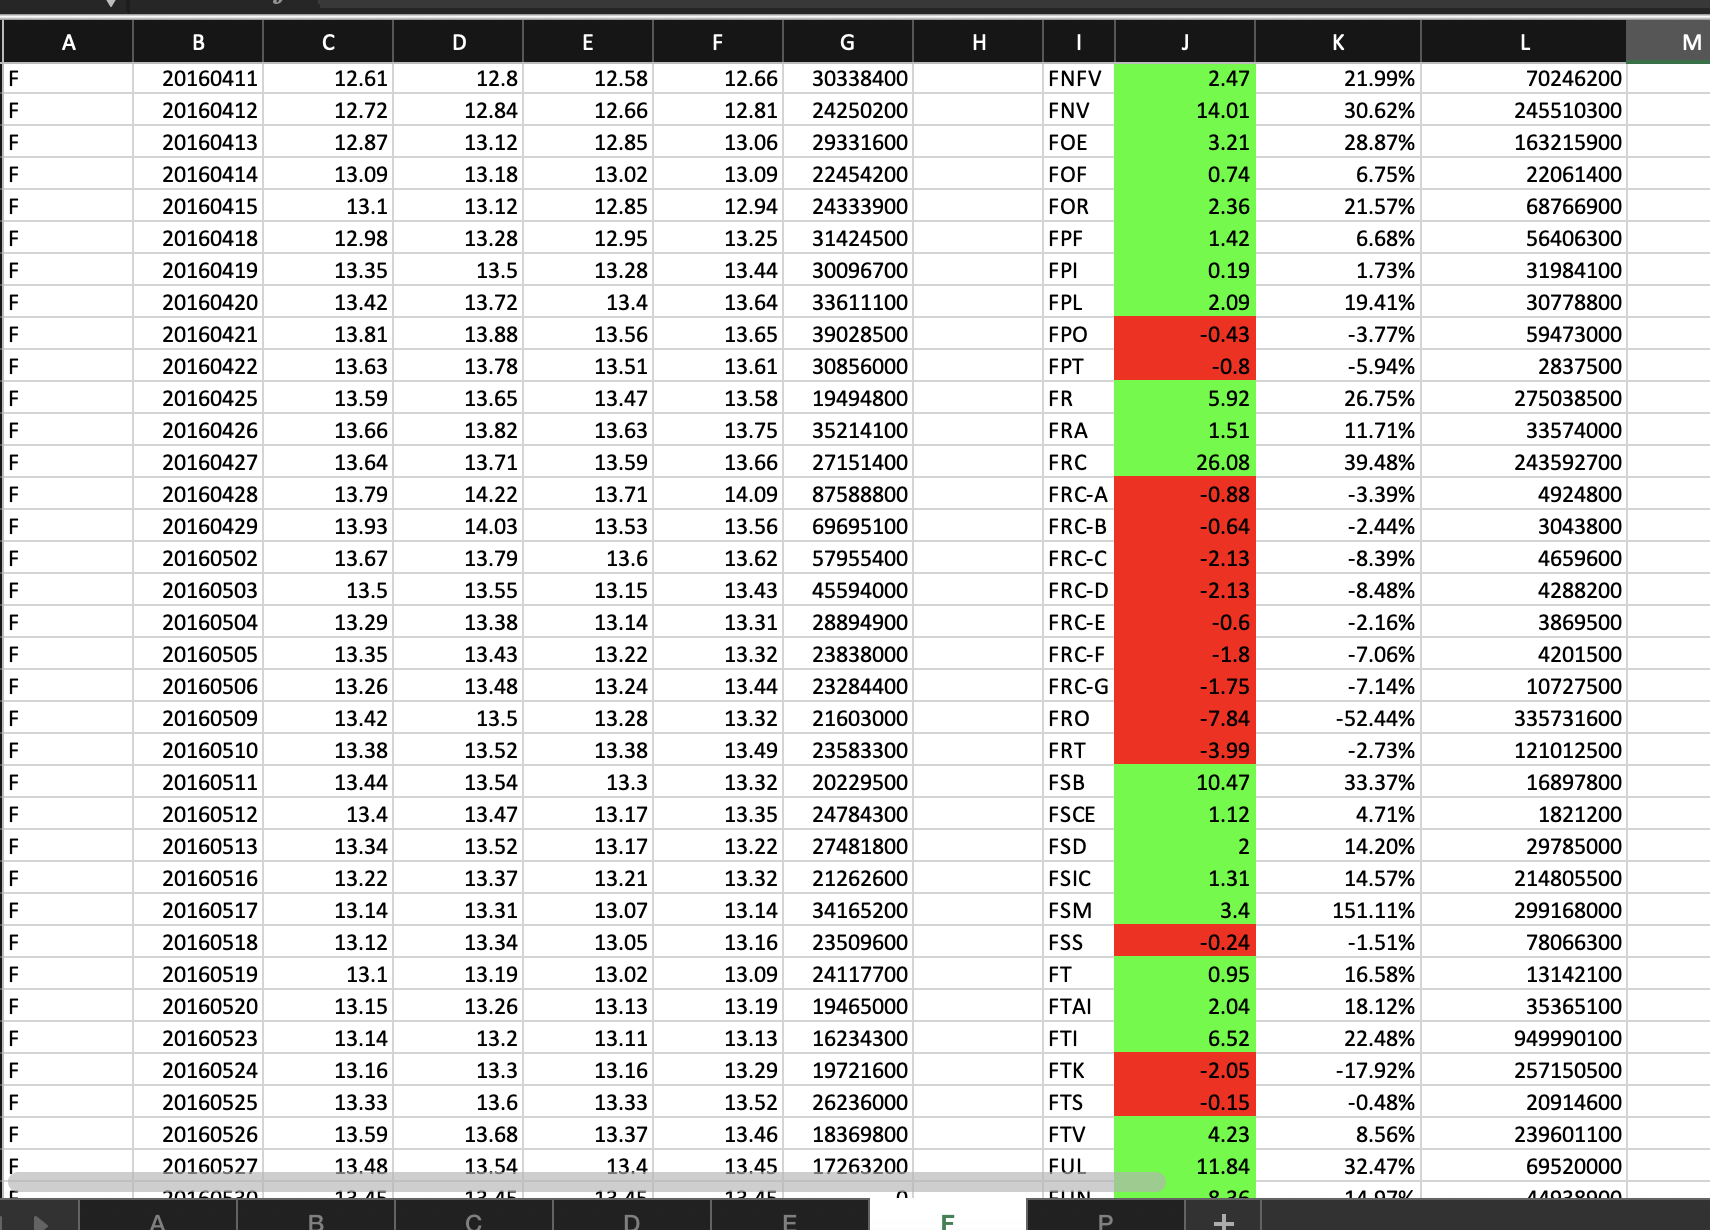 A B C D E F G H I J K L M
F 20160411 12.61 12.8 12.58 12.66 30338400 FNFV 2.47 21.99% 70246200
F 20160412 12.72 12.84 12.66 12.81 24250200 FNV 14.01 30.62% 245510300
F 20160413 12.87 13.12 12.85 13.06 29331600 FOE 3.21 28.87% 163215900
F 20160414 13.09 13.18 13.02 13.09 22454200 FOF 0.74 6.75% 22061400
F 20160415 13.1 13.12 12.85 12.94 24333900 FOR 2.36 21.57% 68766900
F 20160418 12.98 13.28 12.95 13.25 31424500 FPF 1.42 6.68% 56406300
F 20160419 13.35 13.5 13.28 13.44 30096700 FPI 0.19 1.73% 31984100
F 20160420 13.42 13.72 13.4 13.64 33611100 FPL 2.09 19.41% 30778800
F 20160421 13.81 13.88 13.56 13.65 39028500 FPO -0.43 -3.77% 59473000
F 20160422 13.63 13.78 13.51 13.61 30856000 FPT -0.8 -5.94% 2837500
F 20160425 13.59 13.65 13.47 13.58 19494800 FR 5.92 26.75% 275038500
F 20160426 13.66 13.82 13.63 13.75 35214100 FRA 1.51 11.71% 33574000
F 20160427 13.64 13.71 13.59 13.66 27151400 FRC 26.08 39.48% 243592700
F 20160428 13.79 14.22 13.71 14.09 87588800 FRC-A -0.88 -3.39% 4924800
F 20160429 13.93 14.03 13.53 13.56 69695100 FRC-B -0.64 -2.44% 3043800
F 20160502 13.67 13.79 13.6 13.62 57955400 FRC-C -2.13 -8.39% 4659600
F 20160503 13.5 13.55 13.15 13.43 45594000 FRC-D -2.13 -8.48% 4288200
F 20160504 13.29 13.38 13.14 13.31 28894900 FRC-E -0.6 -2.16% 3869500
F 20160505 13.35 13.43 13.22 13.32 23838000 FRC-F -1.8 -7.06% 4201500
F 20160506 13.26 13.48 13.24 13.44 23284400 FRC-G -1.75 -7.14% 10727500
F 20160509 13.42 13.5 13.28 13.32 21603000 FRO -7.84 -52.44% 335731600
F 20160510 13.38 13.52 13.38 13.49 23583300 FRT -3.99 -2.73% 121012500
F 20160511 13.44 13.54 13.3 13.32 20229500 FSB 10.47 33.37% 16897800
F 20160512 13.4 13.47 13.17 13.35 24784300 FSCE 1.12 4.71% 1821200
F 20160513 13.34 13.52 13.17 13.22 27481800 FSD 2 14.20% 29785000
F 20160516 13.22 13.37 13.21 13.32 21262600 FSIC 1.31 14.57% 214805500
F 20160517 13.14 13.31 13.07 13.14 34165200 FSM 3.4 151.11% 299168000
F 20160518 13.12 13.34 13.05 13.16 23509600 FSS -0.24 -1.51% 78066300
F 20160519 13.1 13.19 13.02 13.09 24117700 FT 0.95 16.58% 13142100
F 20160520 13.15 13.26 13.13 13.19 19465000 FTAI 2.04 18.12% 35365100
F 20160523 13.14 13.2 13.11 13.13 16234300 FTI 6.52 22.48% 949990100
F 20160524 13.16 13.3 13.16 13.29 19721600 FTK -2.05 -17.92% 257150500
F 20160525 13.33 13.6 13.33 13.52 26236000 FTS -0.15 -0.48% 20914600
F 20160526 13.59 13.68 13.37 13.46 18369800 FTV 4.23 8.56% 239601100
F 20160527 13.48 13.54 13.4 13.45 17263200 FUL 11.84 32.47% 69520000
F 20160530 13.45 13.45 13.45 13.45 0 FUN 8.36 14.97% 44938900
A B C D E F P +